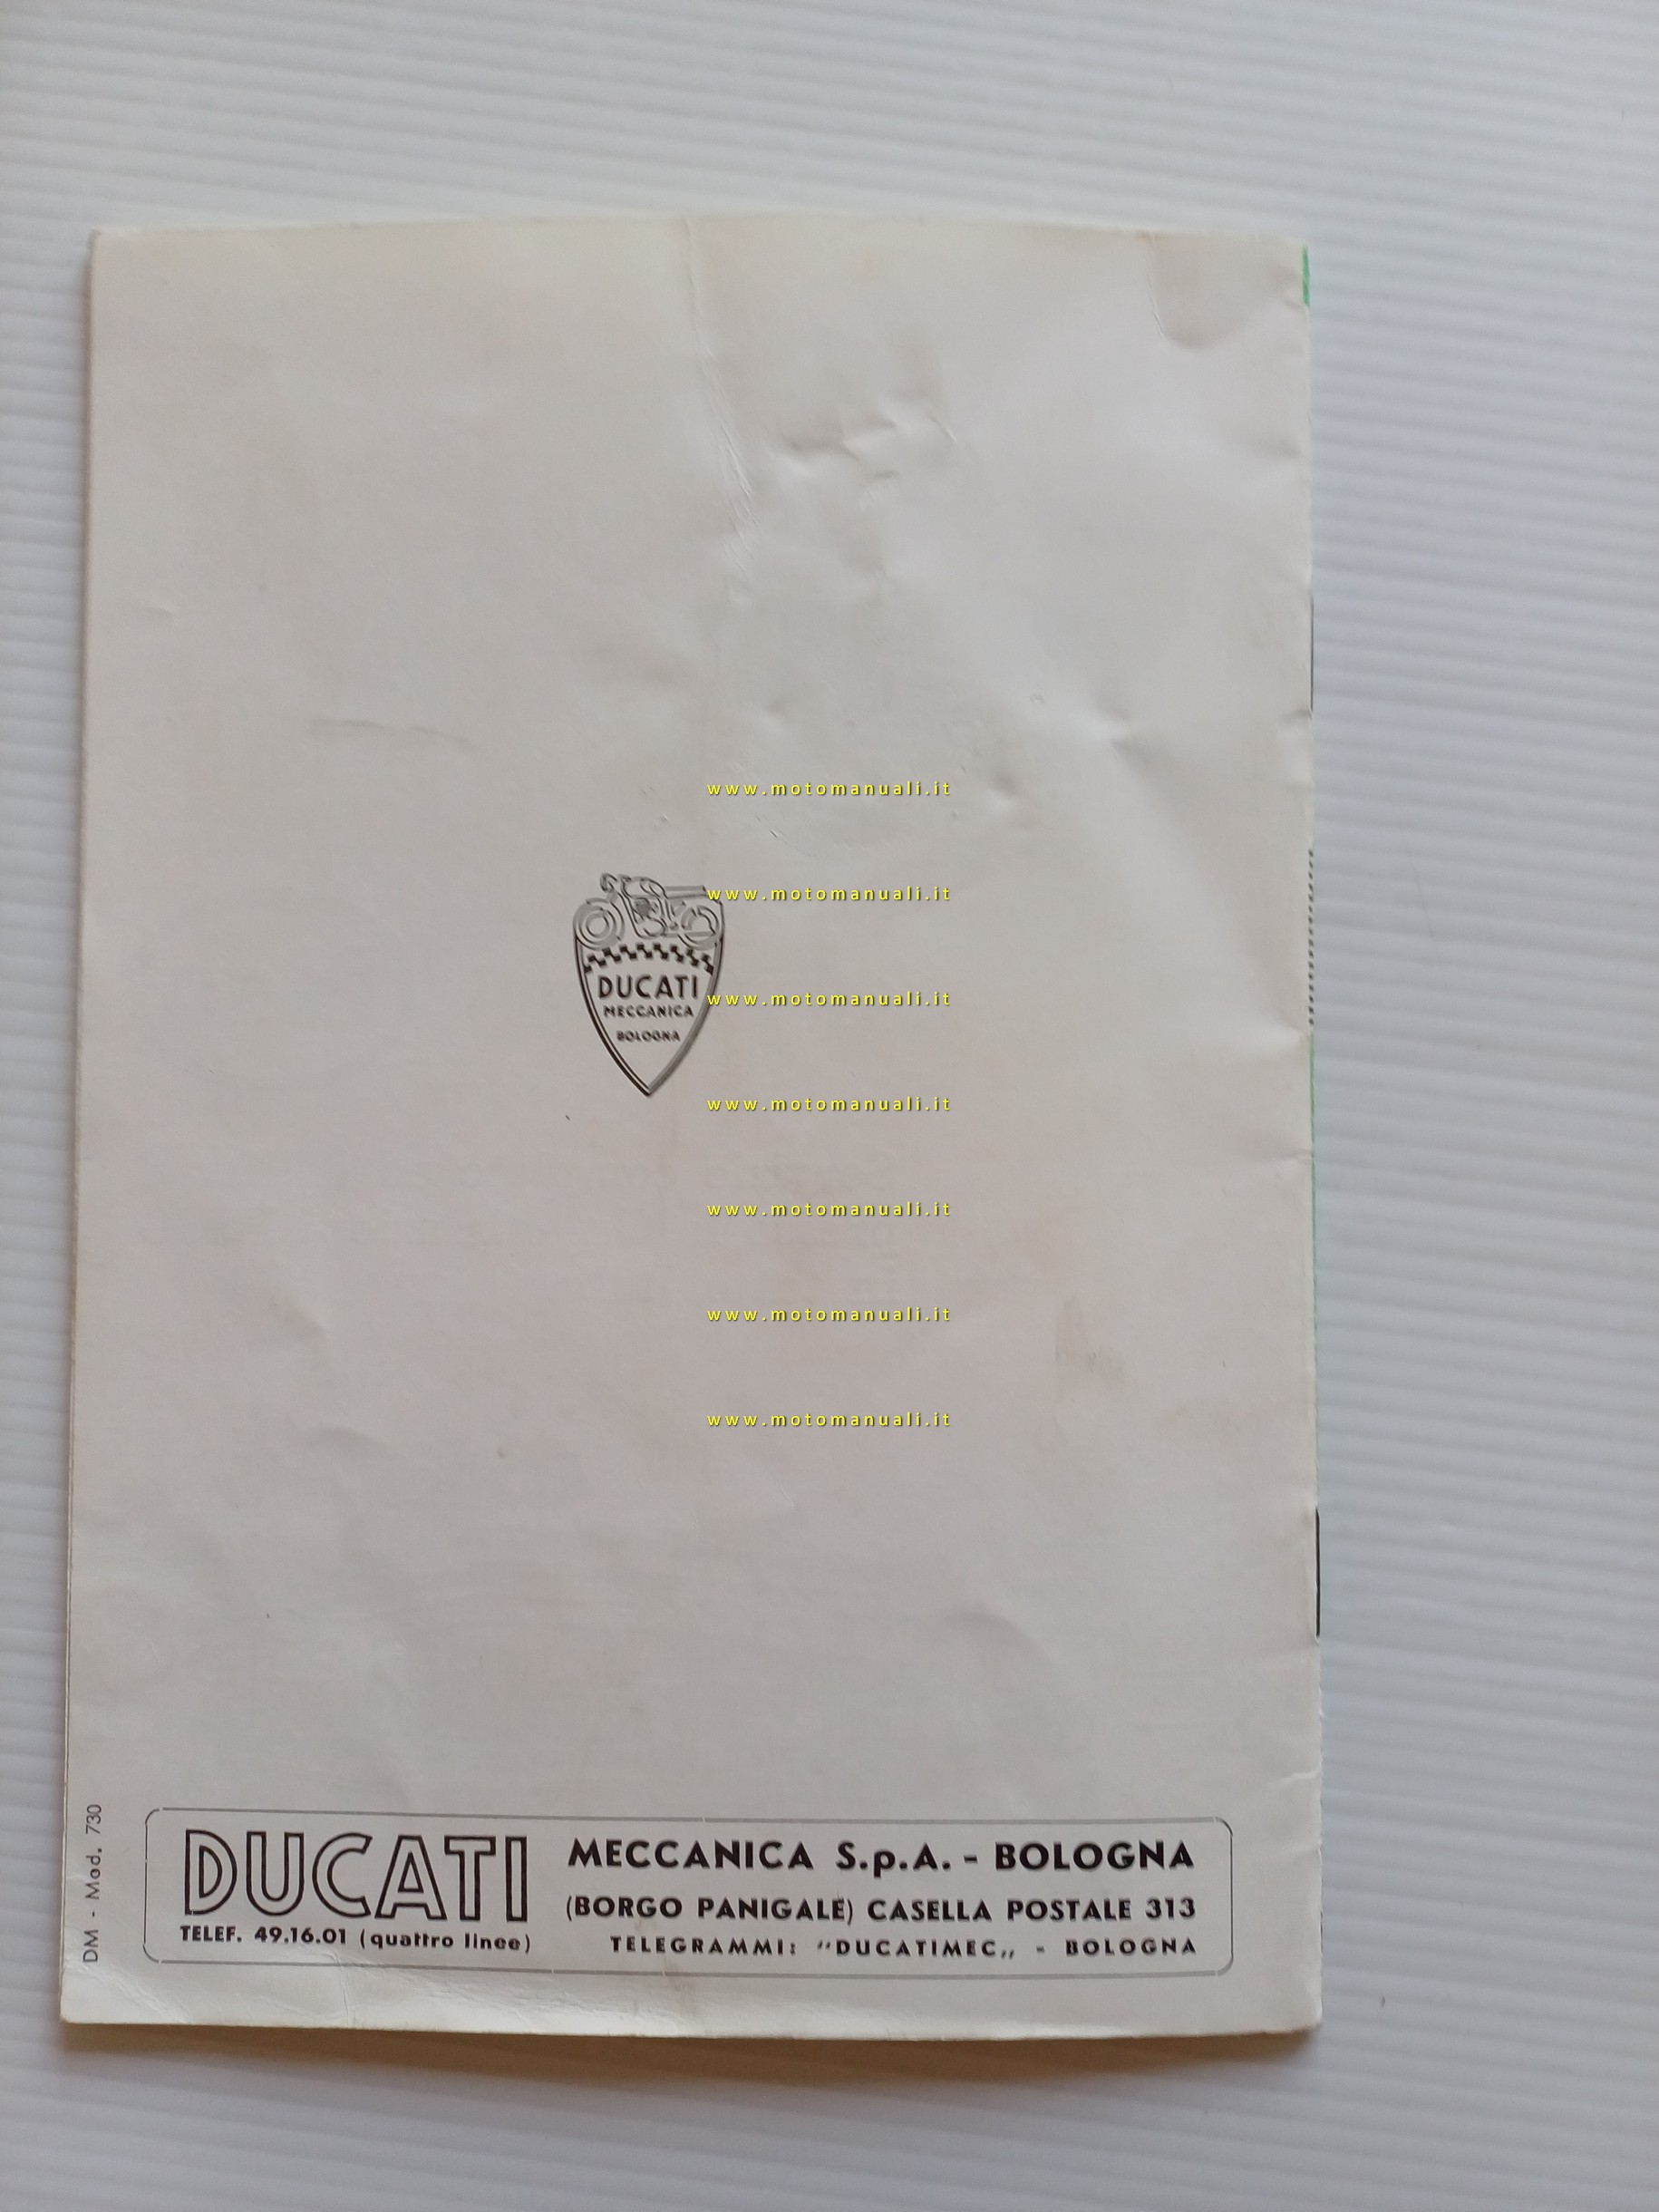 www.motomanuali.it
www.motomanuali.it
DUCATI
MECCANICA
BOLOGNA
www.motomanuali.it
www.motomanuali.it
www.motomanuali.it
www.motomanuali.it
www.motomanuali.it
DM - Mod. 730
DUCATI
TELEF. 49.16.01 (quattro linee)
MECCANICA S.p.A. - BOLOGNA
(BORGO PANIGALE) CASELLA POSTALE 313
TELEGRAMMI: “DUCATIMEC„ - BOLOGNA